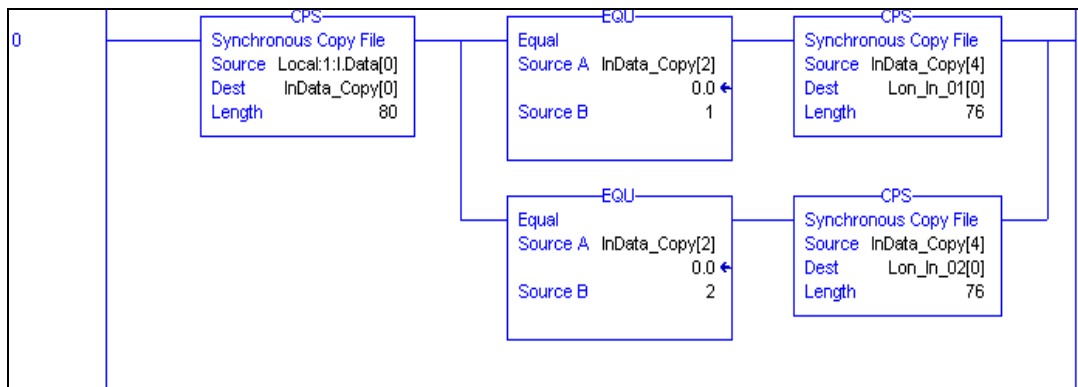 CPS EQU CPS
0 Synchronous Copy File Equal Synchronous Copy File
Source Local:1:I.Data[0] Source A InData_Copy[2] Source InData_Copy[4]
Dest InData_Copy[0] 0.0 Dest Lon_In_01[0]
Length 80 Source B 1 Length 76
EQU CPS
Equal Synchronous Copy File
Source A InData_Copy[2] Source InData_Copy[4]
0.0 Dest Lon_In_02[0]
Source B 2 Length 76